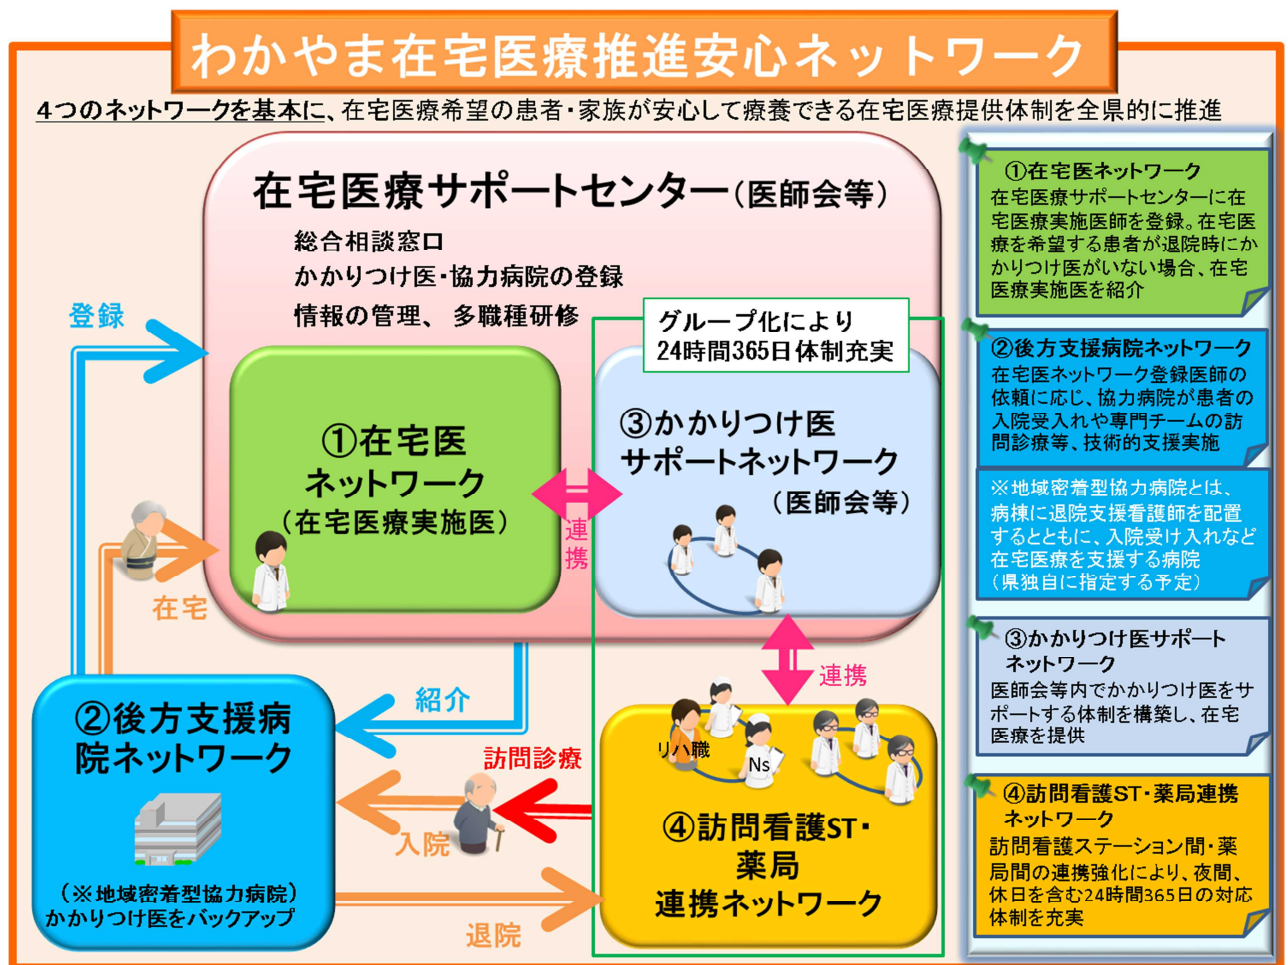 わかやま在宅医療推進安心ネットワーク
4つのネットワークを基本に、在宅医療希望の患者・家族が安心して療養できる在宅医療提供体制を全県的に推進
在宅医療サポートセンター(医師会等)
総合相談窓口
かかりつけ医・協力病院の登録
情報の管理、多職種研修
グループ化により
24時間365日体制充実
登録
①在宅医
ネットワーク
(在宅医療実施医)
③かかりつけ医
サポートネットワーク
(医師会等)
連携
在宅
連携
紹介
②後方支援病
院ネットワーク
(※地域密着型協力病院)
かかりつけ医をバックアップ
訪問診療
入院
退院
リハ職
Ns
④訪問看護ST・
薬局
連携ネットワーク
①在宅医ネットワーク
在宅医療サポートセンターに在
宅医療実施医師を登録。在宅医
療を希望する患者が退院時にか
かりつけ医がいない場合、在宅
医療実施医を紹介
②後方支援病院ネットワーク
在宅医ネットワーク登録医師の
依頼に応じ、協力病院が患者の
入院受入れや専門チームの訪
問診療等、技術的支援実施
※地域密着型協力病院とは、
病棟に退院支援看護師を配置
するとともに、入院受け入れなど
在宅医療を支援する病院
(県独自に指定する予定)
③かかりつけ医サポート
ネットワーク
医師会等内でかかりつけ医をサ
ポートする体制を構築し、在宅
医療を提供
④訪問看護ST・薬局連携
ネットワーク
訪問看護ステーション間・薬
局間の連携強化により、夜間、
休日を含む24時間365日の対応
体制を充実